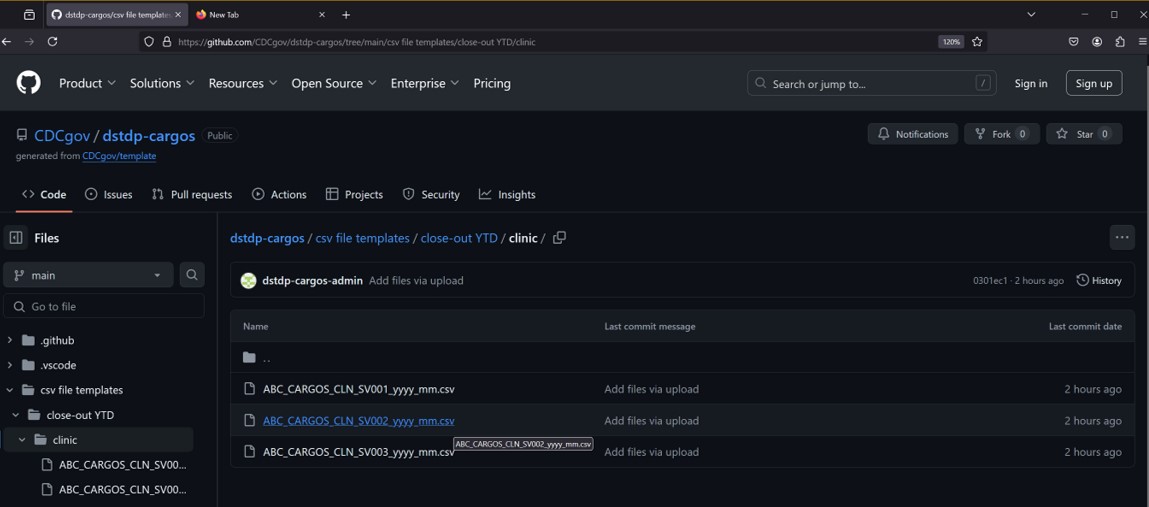 dstdp-cargos/csv file templates
New Tab
https://github.com/CDCgov/dstdp-cargos/tree/main/csv file templates/close-out YTD/clinic
120%
Product Solutions Resources Open Source Enterprise Pricing
Search or jump to...
/
Sign in
Sign up
CDCgov / dstdp-cargos Public
Notifications
Fork 0
Star 0
generated from CDCgov/template
Code Issues Pull requests Actions Projects Security Insights
Files
dstdp-cargos / csv file templates / close-out YTD / clinic /
main
dstdp-cargos-admin Add files via upload
0301ec1 · 2 hours ago
History
Go to file
Name Last commit message Last commit date
.github
. .
.vscode
csv file templates
ABC_CARGOS_CLN_SV001_yyyy_mm.csv Add files via upload 2 hours ago
close-out YTD
ABC_CARGOS_CLN_SV002_yyyy_mm.csv Add files via upload 2 hours ago
clinic
ABC_CARGOS_CLN_SV002_yyyy_mm.csv
ABC_CARGOS_CLN_SV003_yyyy_mm.csv Add files via upload 2 hours ago
ABC_CARGOS_CLN_SV00...
ABC_CARGOS_CLN_SV00...